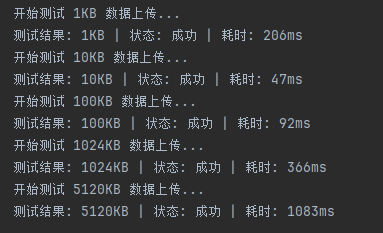 开始测试 1KB 数据上传...
测试结果: 1KB | 状态: 成功 | 耗时: 206ms
开始测试 10KB 数据上传...
测试结果: 10KB | 状态: 成功 | 耗时: 47ms
开始测试 100KB 数据上传...
测试结果: 100KB | 状态: 成功 | 耗时: 92ms
开始测试 1024KB 数据上传...
测试结果: 1024KB | 状态: 成功 | 耗时: 366ms
开始测试 5120KB 数据上传...
测试结果: 5120KB | 状态: 成功 | 耗时: 1083ms